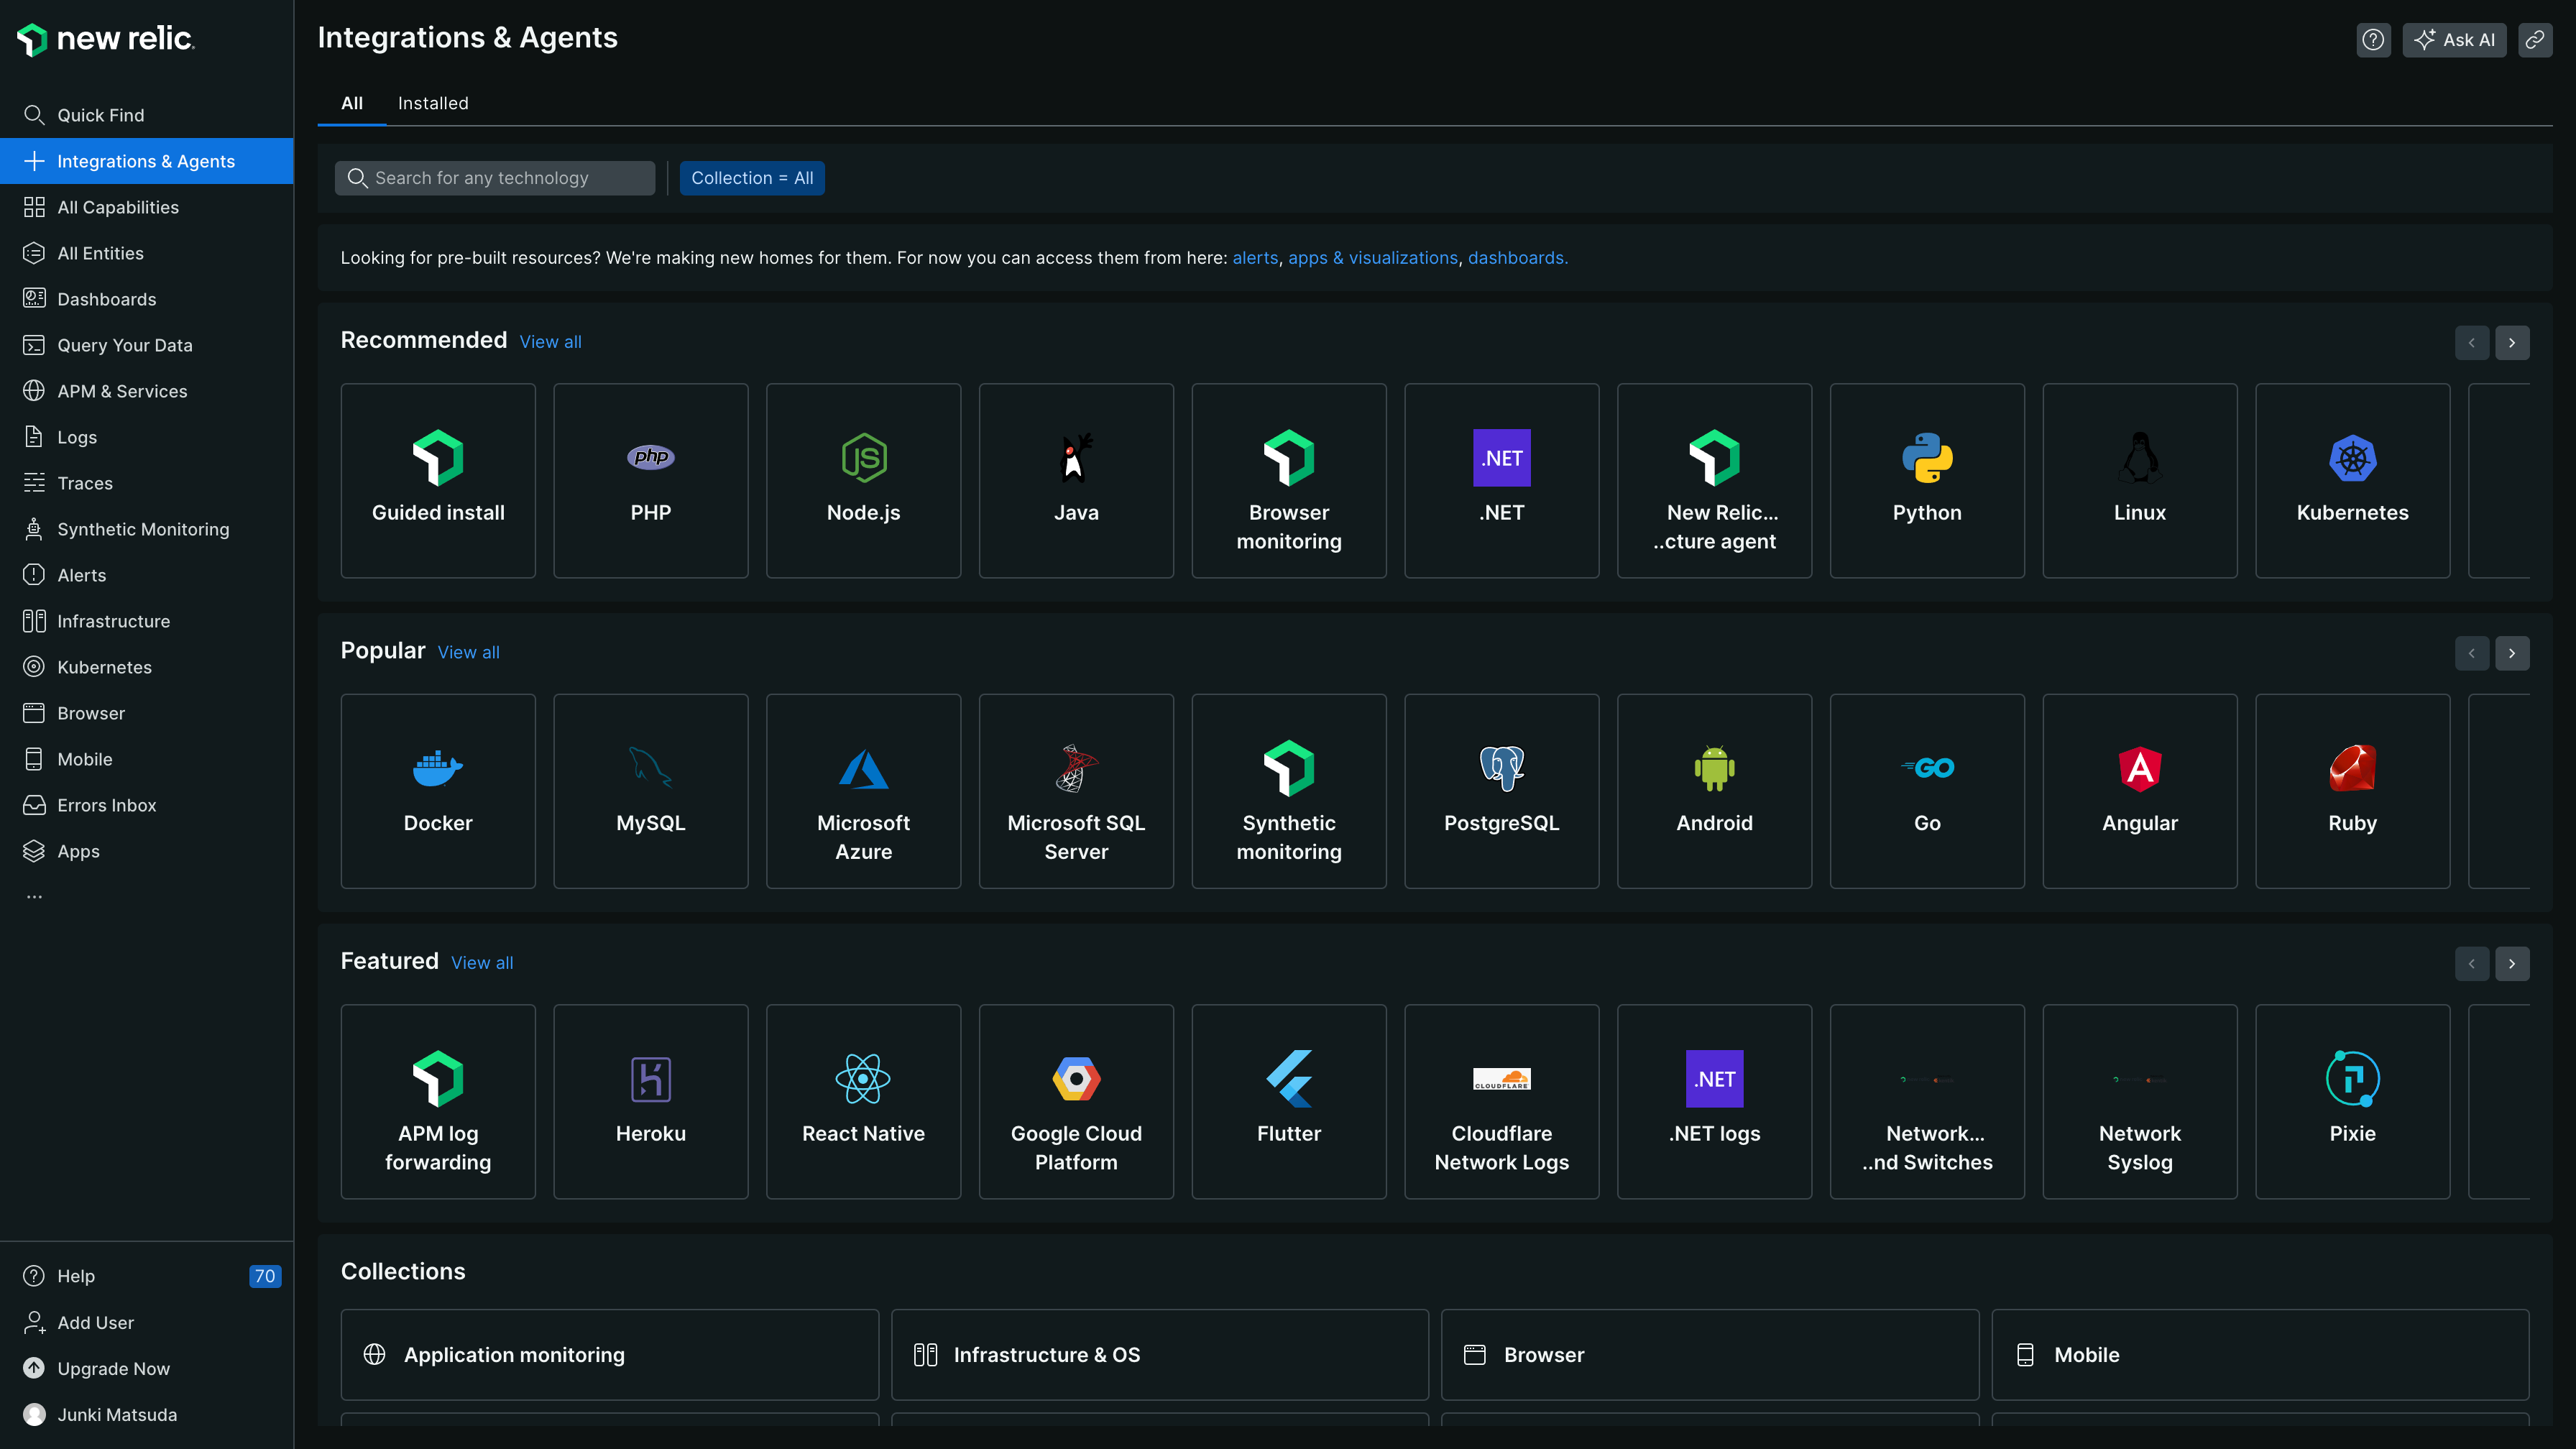 new relic.
Quick Find
Integrations & Agents
All Capabilities
All Entities
Dashboards
Query Your Data
APM & Services
Logs
Traces
Synthetic Monitoring
Alerts
Infrastructure
Kubernetes
Browser
Mobile
Errors Inbox
Apps
...
Help
70
Add User
Upgrade Now
Junki Matsuda
Integrations & Agents
Ask AI
All
Installed
Search for any technology
Collection = All
Looking for pre-built resources? We're making new homes for them. For now you can access them from here: alerts, apps & visualizations, dashboards.
Recommended View all
Guided install
php
PHP
JS
Node.js
Java
Browser
monitoring
.NET
.NET
New Relic...
..cture agent
Python
Linux
Kubernetes
Popular View all
Docker
MySQL
Microsoft
Azure
Microsoft SQL
Server
Synthetic
monitoring
PostgreSQL
Android
GO
Go
A
Angular
Ruby
Featured View all
APM log
forwarding
Heroku
React Native
Google Cloud
Platform
Flutter
CLOUDFLARE
Cloudflare
Network Logs
.NET
.NET logs
Network...
..nd Switches
Network
Syslog
Pixie
Collections
Application monitoring
Infrastructure & OS
Browser
Mobile